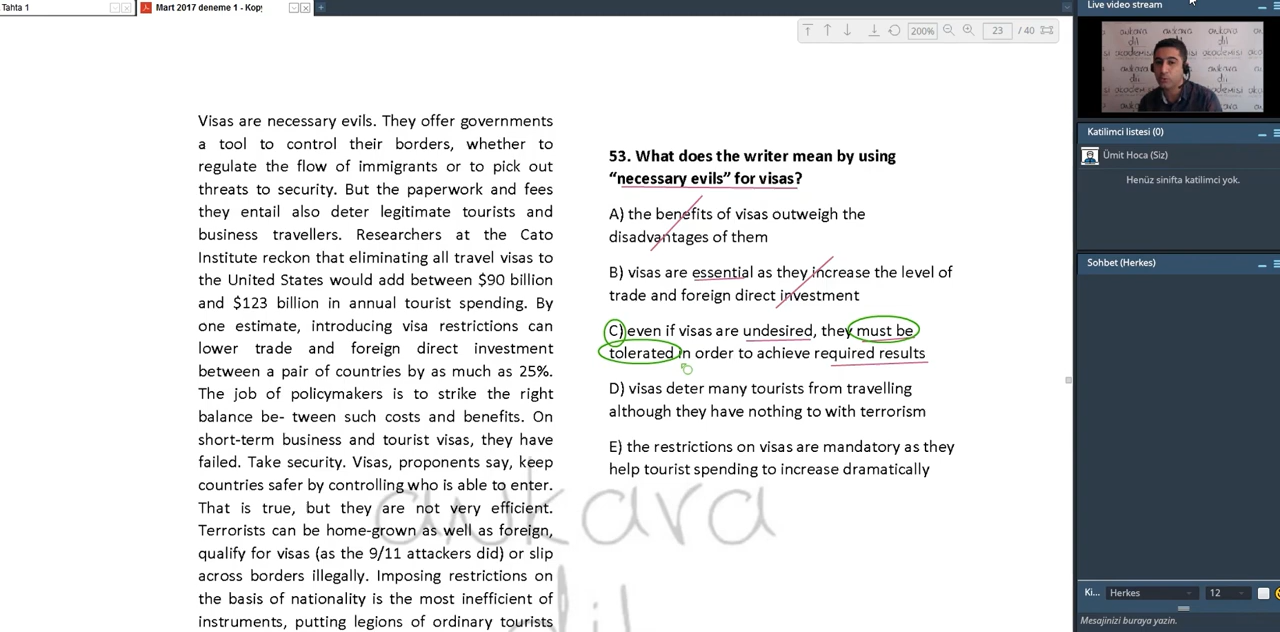 Tahta 1
Mart 2017 deneme 1 - Kopy
Live video stream
200%
23
/ 40
Katilimci listesi (0)
Ümit Hoca (Siz)
Henüz sinifta katilimci yok.
Sohbet (Herkes)
Visas are necessary evils. They offer governments
a tool to control their borders, whether to
regulate the flow of immigrants or to pick out
threats to security. But the paperwork and fees
they entail also deter legitimate tourists and
business travellers. Researchers at the Cato
Institute reckon that eliminating all travel visas to
the United States would add between $90 billion
and $123 billion in annual tourist spending. By
one estimate, introducing visa restrictions can
lower trade and foreign direct investment
between a pair of countries by as much as 25%.
The job of policymakers is to strike the right
balance be- tween such costs and benefits. On
short-term business and tourist visas, they have
failed. Take security. Visas, proponents say, keep
countries safer by controlling who is able to enter.
That is true, but they are not very efficient.
Terrorists can be home-grown as well as foreign,
qualify for visas (as the 9/11 attackers did) or slip
across borders illegally. Imposing restrictions on
the basis of nationality is the most inefficient of
instruments, putting legions of ordinary tourists
53. What does the writer mean by using
“necessary evils” for visas?
A) the benefits of visas outweigh the
disadvantages of them
B) visas are essential as they increase the level of
trade and foreign direct investment
C) even if visas are undesired, they must be
tolerated in order to achieve required results
D) visas deter many tourists from travelling
although they have nothing to with terrorism
E) the restrictions on visas are mandatory as they
help tourist spending to increase dramatically
ankara
dil
Ki...
Herkes
12
Mesajinizi buraya yazin.